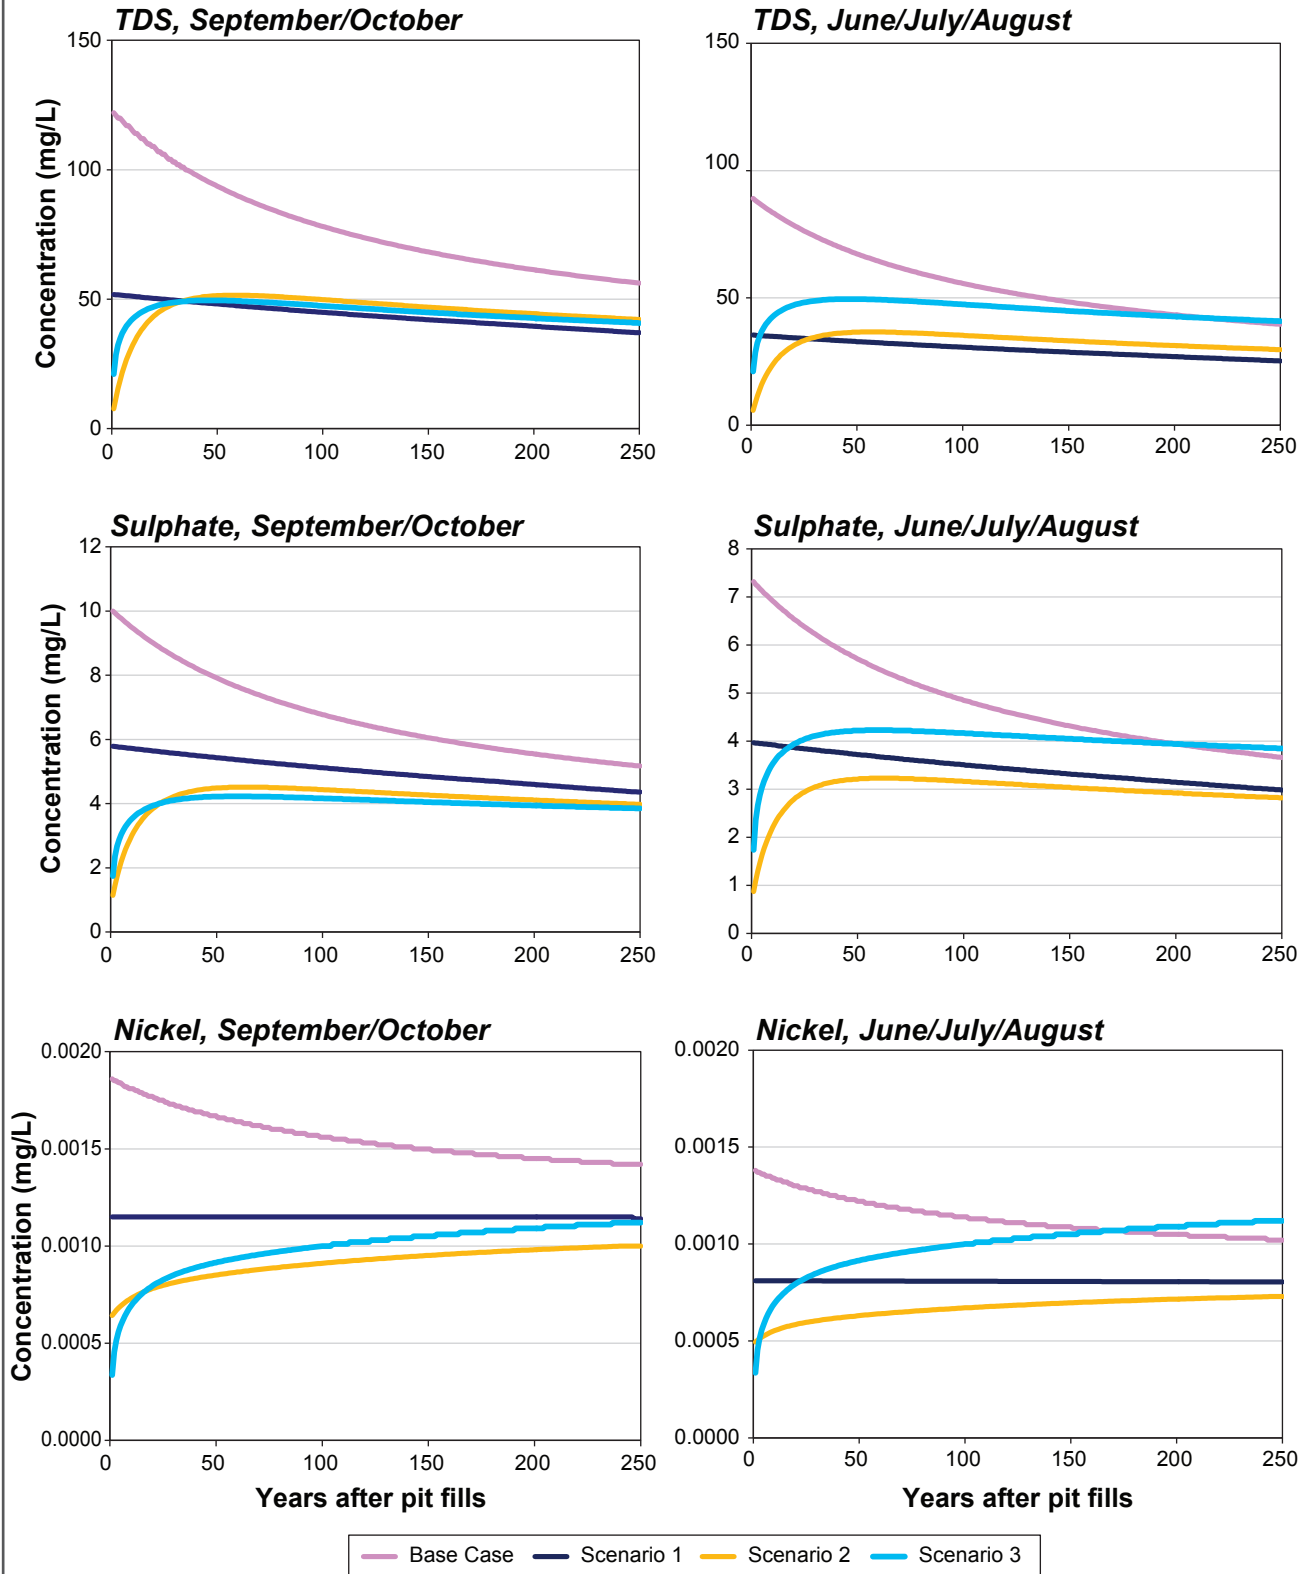 TDS, September/October
150
100
50
0
0 50 100 150 200 250
Concentration (mg/L)
TDS, June/July/August
150
100
50
0
0 50 100 150 200 250
Sulphate, September/October
12
10
8
6
4
2
0
0 50 100 150 200 250
Concentration (mg/L)
Sulphate, June/July/August
8
7
6
5
4
3
2
1
0
0 50 100 150 200 250
Nickel, September/October
0.0020
0.0015
0.0010
0.0005
0.0000
0 50 100 150 200 250
Concentration (mg/L)
Years after pit fills
Nickel, June/July/August
0.0020
0.0015
0.0010
0.0005
0.0000
0 50 100 150 200 250
Years after pit fills
Base Case Scenario 1 Scenario 2 Scenario 3